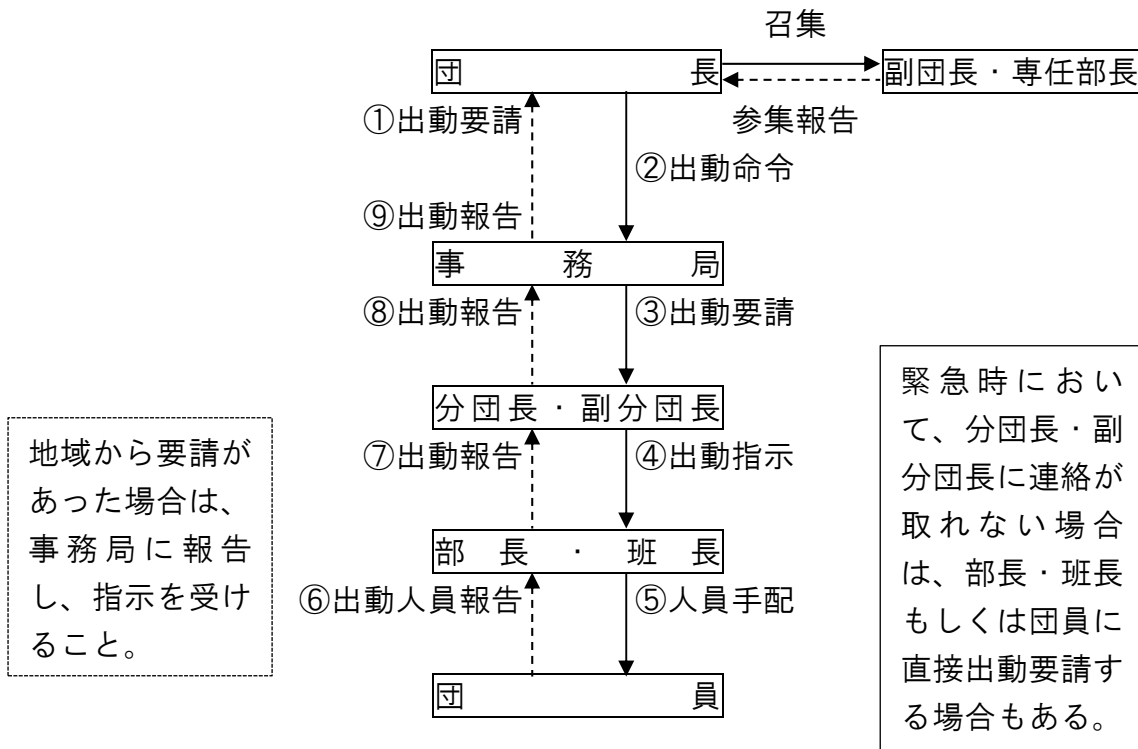 召集
団長
副団長・専任部長
①出動要請
参集報告
②出動命令
⑨出動報告
事務局
⑧出動報告
③出動要請
分団長・副分団長
⑦出動報告
④出動指示
部長・班長
⑥出動人員報告
⑤人員手配
団員
地域から要請が
あった場合は、
事務局に報告
し、指示を受け
ること。
緊急時におい
て、分団長・副
分団長に連絡が
取れない場合
は、部長・班長
もしくは団員に
直接出動要請す
る場合もある。